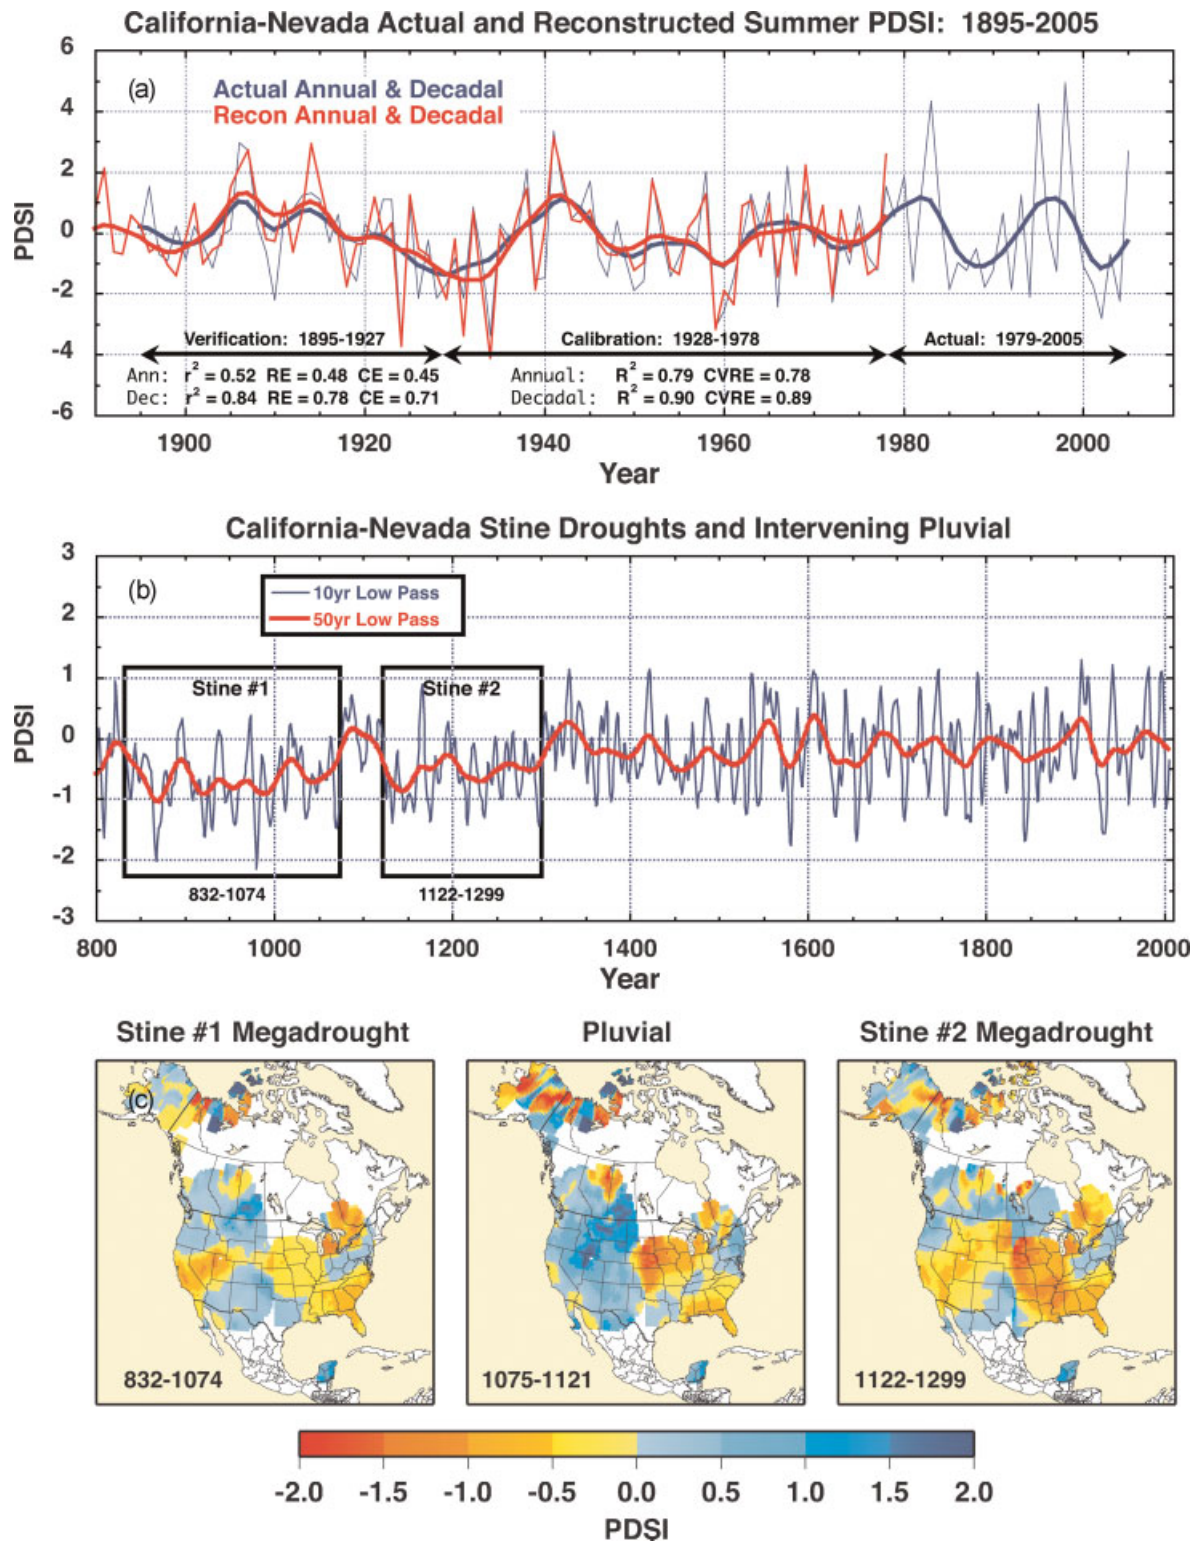 California-Nevada Actual and Reconstructed Summer PDSI: 1895-2005
(a)
Actual Annual & Decadal
Recon Annual & Decadal
6
4
2
0
-2
-4
-6
PDSI
Verification: 1895-1927
Calibration: 1928-1978
Actual: 1979-2005
Ann: r2 = 0.52 RE = 0.48 CE = 0.45
Annual: R2 = 0.79 CVRE = 0.78
Dec: r2 = 0.84 RE = 0.78 CE = 0.71
Decadal: R2 = 0.90 CVRE = 0.89
1900 1920 1940 1960 1980 2000
Year
California-Nevada Stine Droughts and Intervening Pluvial
(b)
10yr Low Pass
50yr Low Pass
3
2
1
0
-1
-2
-3
PDSI
Stine #1
Stine #2
832-1074
1122-1299
800 1000 1200 1400 1600 1800 2000
Year
Stine #1 Megadrought
Pluvial
Stine #2 Megadrought
(c)
832-1074
1075-1121
1122-1299
-2.0 -1.5 -1.0 -0.5 0.0 0.5 1.0 1.5 2.0
PDSI